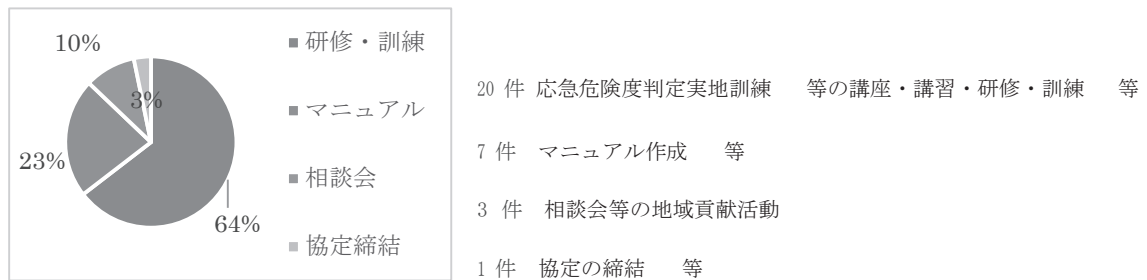 10%
3%
23%
64%
研修・訓練
マニュアル
相談会
協定締結
20 件 応急危険度判定実地訓練 等の講座・講習・研修・訓練 等
7 件 マニュアル作成 等
3 件 相談会等の地域貢献活動
1 件 協定の締結 等